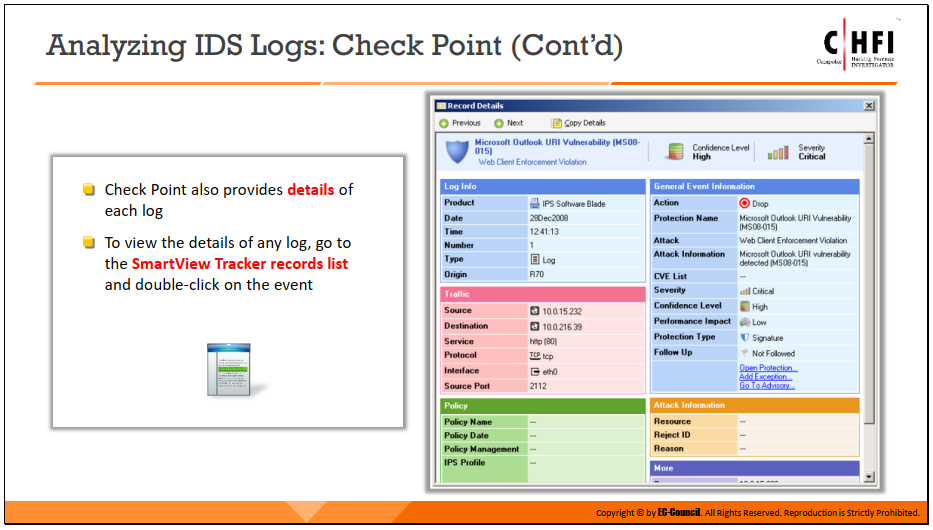 Analyzing IDS Logs: Check Point (Cont'd)
CHFI
Computer Hacking Forensic
INVESTIGATOR
Check Point also provides details of
each log
To view the details of any log, go to
the SmartView Tracker records list
and double-click on the event
Record Details
Previous Next Copy Details
Microsoft Outlook URI Vulnerability (MS08-
015)
Web Client Enforcement Violation
Confidence Level
High
Severity
Critical
Log Info
Product IPS Software Blade
Date 28Dec2008
Time 12:41:13
Number 1
Type Log
Origin R70
Traffic
Source 10.0.15.232
Destination 10.0.216.39
Service http (80)
Protocol TCP tcp
Interface eth0
Source Port 2112
Policy
Policy Name ---
Policy Date ---
Policy Management ---
IPS Profile ---
General Event Information
Action Drop
Protection Name Microsoft Outlook URI Vulnerability
(MS08-015)
Attack Web Client Enforcement Violation
Attack Information Microsoft Outlook URI vulnerability
detected (MS08-015)
CVE List ---
Severity Critical
Confidence Level High
Performance Impact Low
Protection Type Signature
Follow Up Not Followed
Open Protection...
Add Exception...
Go To Advisory...
Attack Information
Resource ---
Reject ID ---
Reason ---
More
Copyright © by EC-Council. All Rights Reserved. Reproduction is Strictly Prohibited.